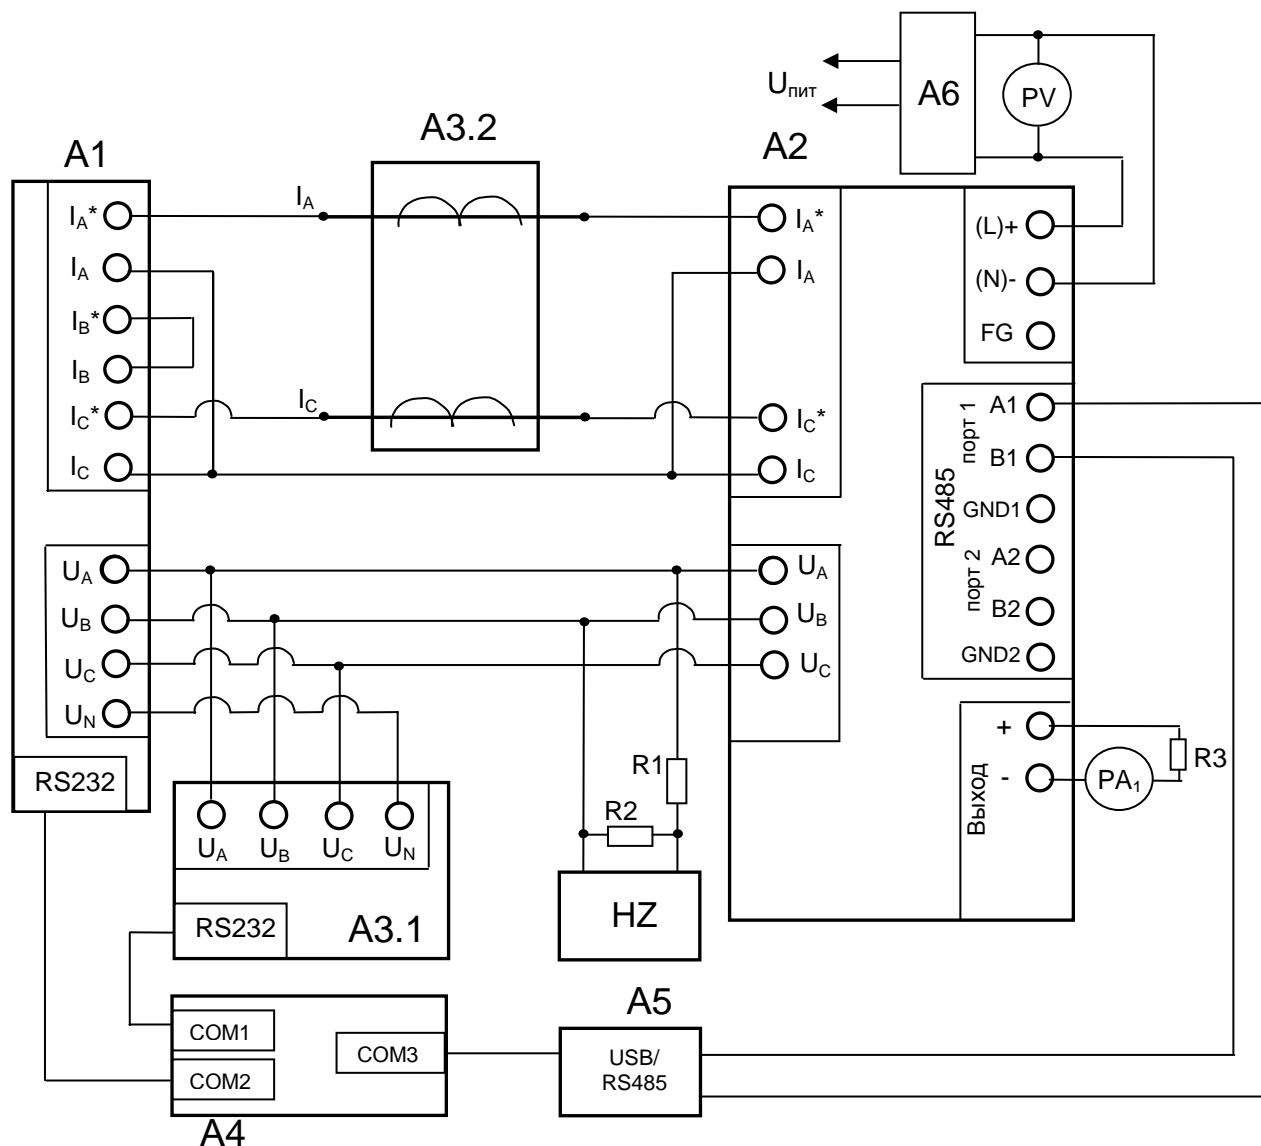 A1
A3.2
A2
Uпит
A6
PV
IA*
IA
IB*
IB
IC*
IC
IA
IC
IA*
IA
IC*
IC
(L)+
(N)-
FG
RS485
порт 1
порт 2
A1
B1
GND1
A2
B2
GND2
UA
UB
UC
UN
UA
UB
UC
Выход
+
-
PA1
R3
RS232
R1
R2
UA
UB
UC
UN
RS232
A3.1
HZ
COM1
COM2
COM3
A4
A5
USB/
RS485